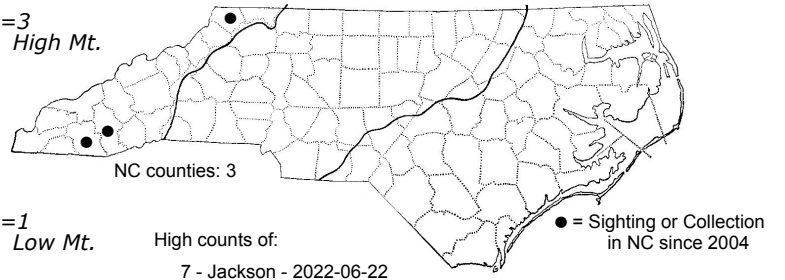 =3
High Mt.
NC counties: 3
=1
Low Mt.
High counts of:
7 - Jackson - 2022-06-22
● = Sighting or Collection
in NC since 2004